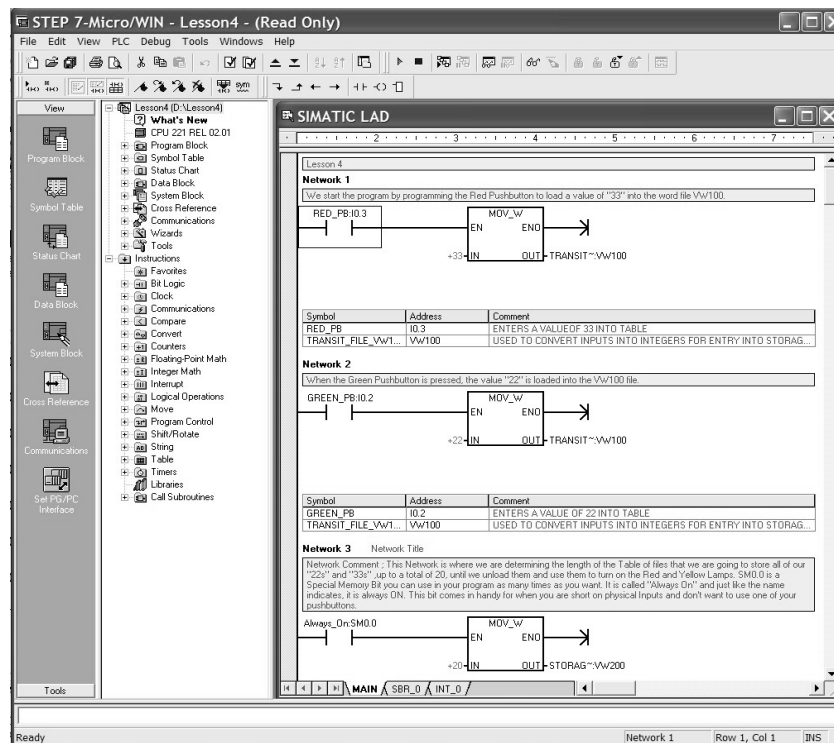 STEP 7-Micro/WIN - Lesson4 - (Read Only)
File Edit View PLC Debug Tools Windows Help
View
Program Block
Symbol Table
Status Chart
Data Block
System Block
Cross Reference
Communications
Set PG/PC
Interface
Tools
Lesson4 (D:\Lesson4)
What's New
CPU 221 REL 02.01
Program Block
Symbol Table
Status Chart
Data Block
System Block
Cross Reference
Communications
Wizards
Tools
Instructions
Favorites
Bit Logic
Clock
Communications
Compare
Convert
Counters
Floating-Point Math
Integer Math
Interrupt
Logical Operations
Move
Program Control
Shift/Rotate
String
Table
Timers
Libraries
Call Subroutines
SIMATIC LAD
2 3 4 5 6 7
Lesson 4
Network 1
We start the program by programming the Red Pushbutton to load a value of "33" into the word file VW100.
RED_PB:I0.3 MOV_W
EN ENO
+33 IN OUT TRANSIT~:VW100
Symbol Address Comment
RED_PB I0.3 ENTERS A VALUEOF 33 INTO TABLE
TRANSIT_FILE_VW1... VW100 USED TO CONVERT INPUTS INTO INTEGERS FOR ENTRY INTO STORAG...
Network 2
When the Green Pushbutton is pressed, the value "22" is loaded into the VW100 file.
GREEN_PB:I0.2 MOV_W
EN ENO
+22 IN OUT TRANSIT~:VW100
Symbol Address Comment
GREEN_PB I0.2 ENTERS A VALUE OF 22 INTO TABLE
TRANSIT_FILE_VW1... VW100 USED TO CONVERT INPUTS INTO INTEGERS FOR ENTRY INTO STORAG...
Network 3 Network Title
Network Comment ; This Network is where we are determining the length of the Table of files that we are going to store all of our
"22s" and "33s" ,up to a total of 20, until we unload them and use them to turn on the Red and Yellow Lamps. SM0.0 is a
Special Memory Bit you can use in your program as many times as you want. It is called "Always On" and just like the name
indicates, it is always ON. This bit comes in handy for when you are short on physical Inputs and don't want to use one of your
pushbuttons.
Always_On:SM0.0 MOV_W
EN ENO
+20 IN OUT STORAG~:VW200
MAIN SBR_0 INT_0
Ready Network 1 Row 1, Col 1 INS